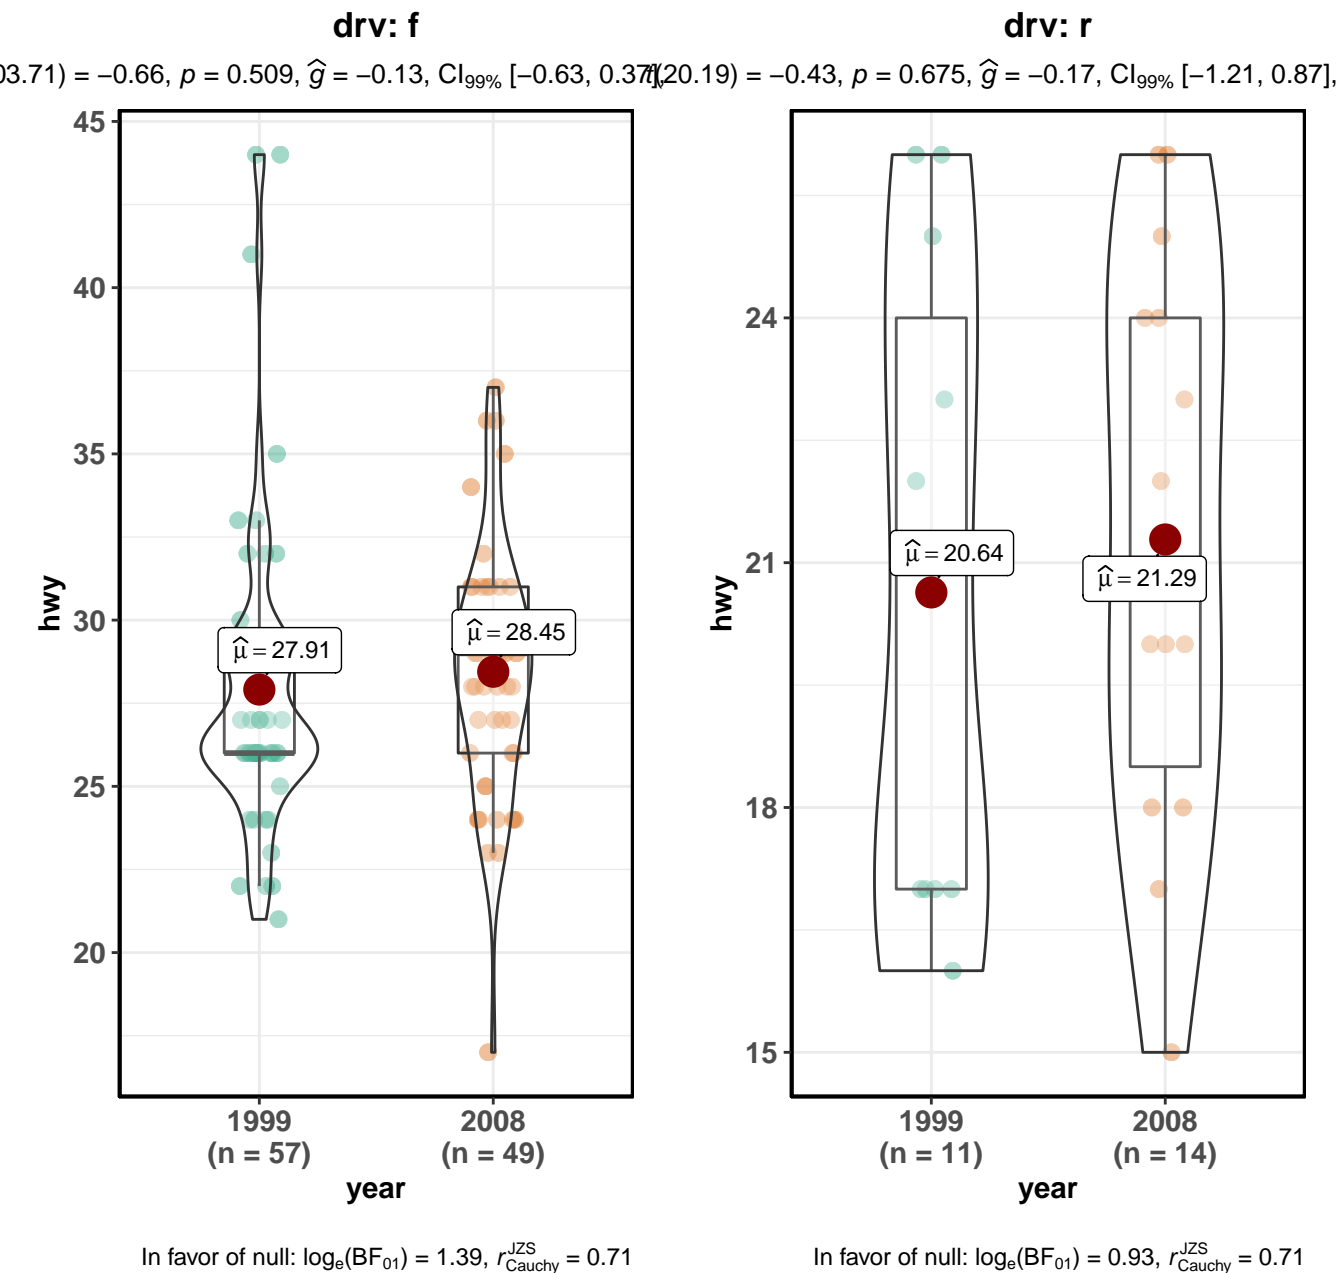 drv: f
03.71) = −0.66, p = 0.509, ĝ = −0.13, CI99% [−0.63, 0.37],
45
40
35
30
25
20
hwy
μ̂ = 27.91
μ̂ = 28.45
1999
(n = 57)
2008
(n = 49)
year
In favor of null: loge(BF01) = 1.39, r^JZS_Cauchy = 0.71
drv: r
t(20.19) = −0.43, p = 0.675, ĝ = −0.17, CI99% [−1.21, 0.87],
24
21
18
15
hwy
μ̂ = 20.64
μ̂ = 21.29
1999
(n = 11)
2008
(n = 14)
year
In favor of null: loge(BF01) = 0.93, r^JZS_Cauchy = 0.71